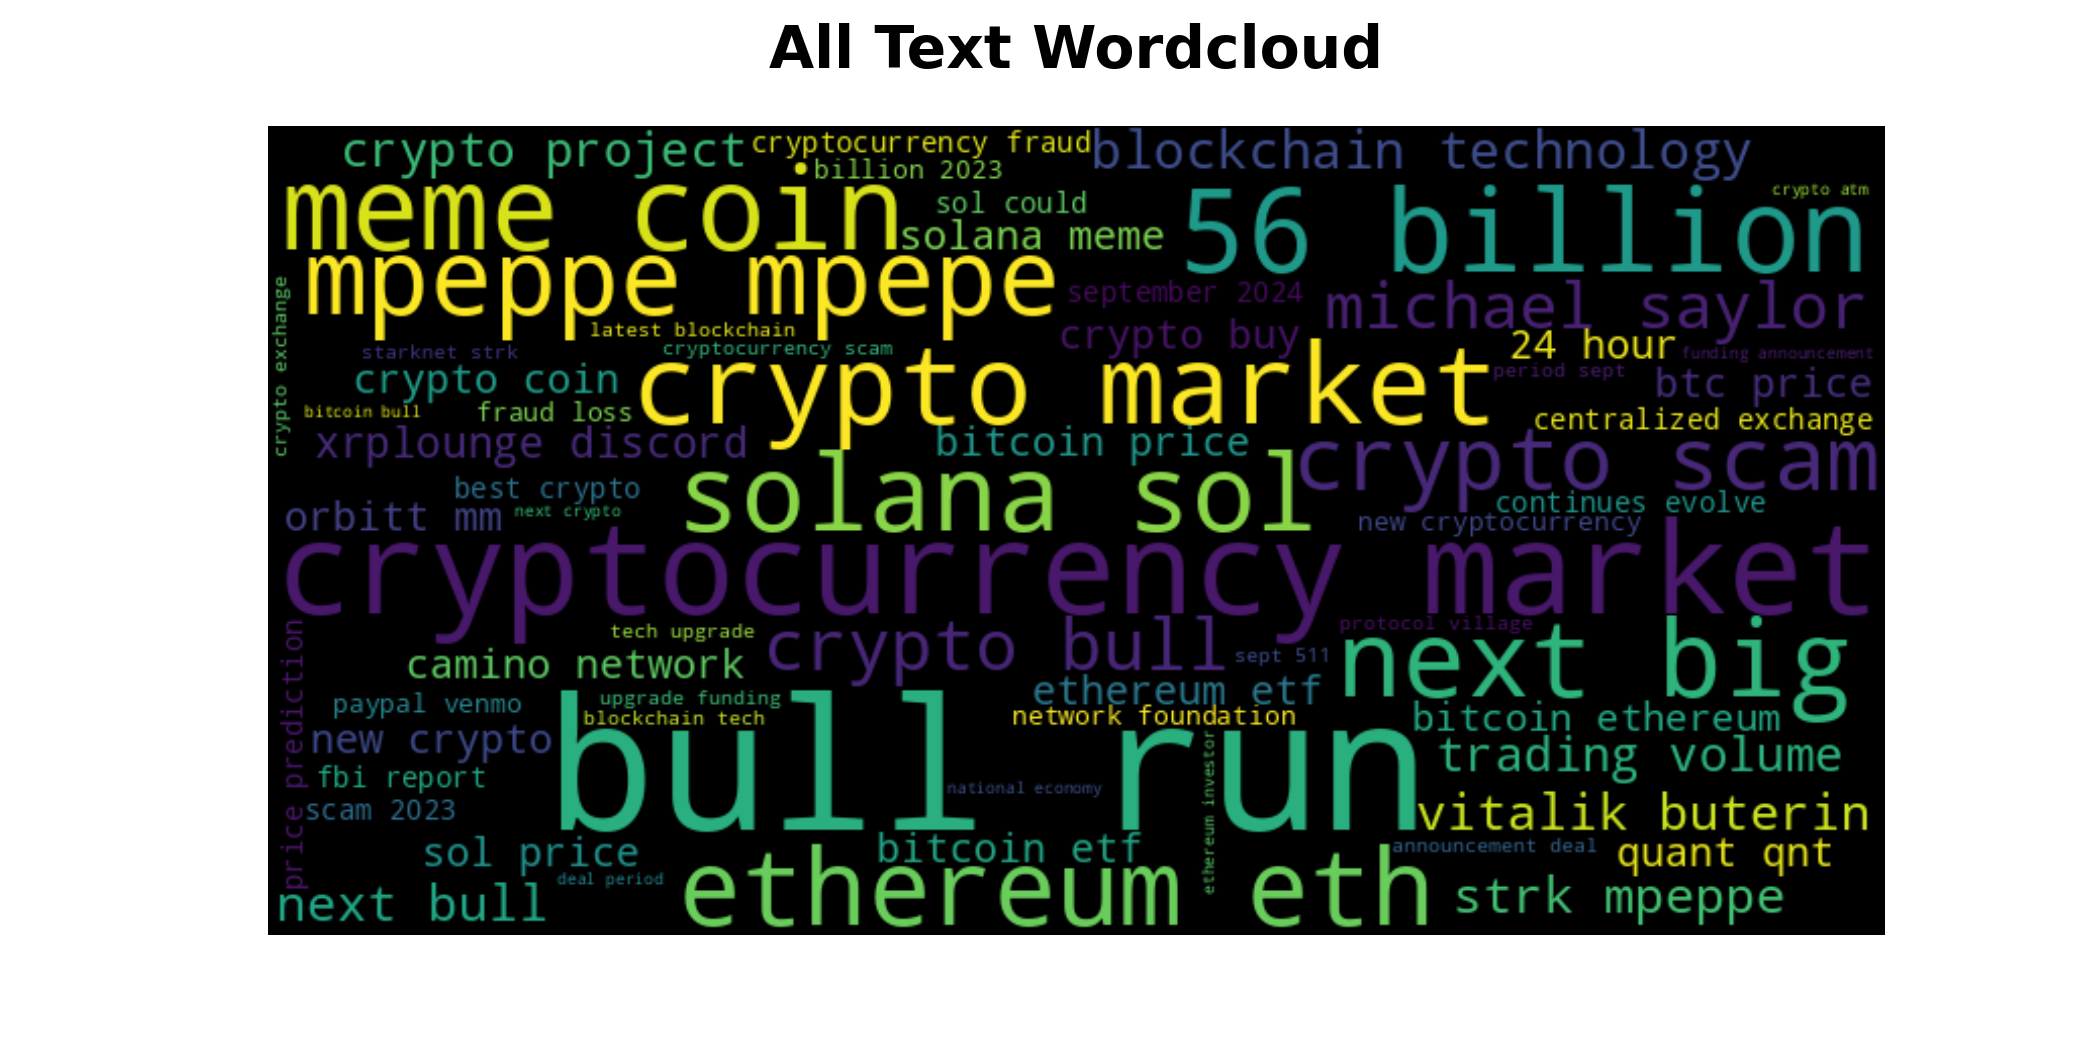 All Text Wordcloud
crypto project
cryptocurrency fraud
blockchain technology
billion 2023
crypto atm
meme coin
sol could
56 billion
solana meme
mpeppe mpepe
september 2024
michael saylor
crypto exchange
latest blockchain
crypto buy
24 hour
starknet strk
cryptocurrency scam
funding announcement
crypto coin
crypto market
period sept
btc price
bitcoin bull
fraud loss
centralized exchange
xrplounge discord
bitcoin price
crypto scam
best crypto
solana sol
continues evolve
orbitt mm
next crypto
new cryptocurrency
cryptocurrency market
price prediction
tech upgrade
crypto bull
protocol village
camino network
sept 511
next big
paypal venmo
upgrade funding
ethereum etf
blockchain tech
network foundation
bitcoin ethereum
new crypto
bull run
ethereum investor
trading volume
fbi report
national economy
scam 2023
vitalik buterin
sol price
bitcoin etf
announcement deal
quant qnt
deal period
next bull
ethereum eth
strk mpeppe